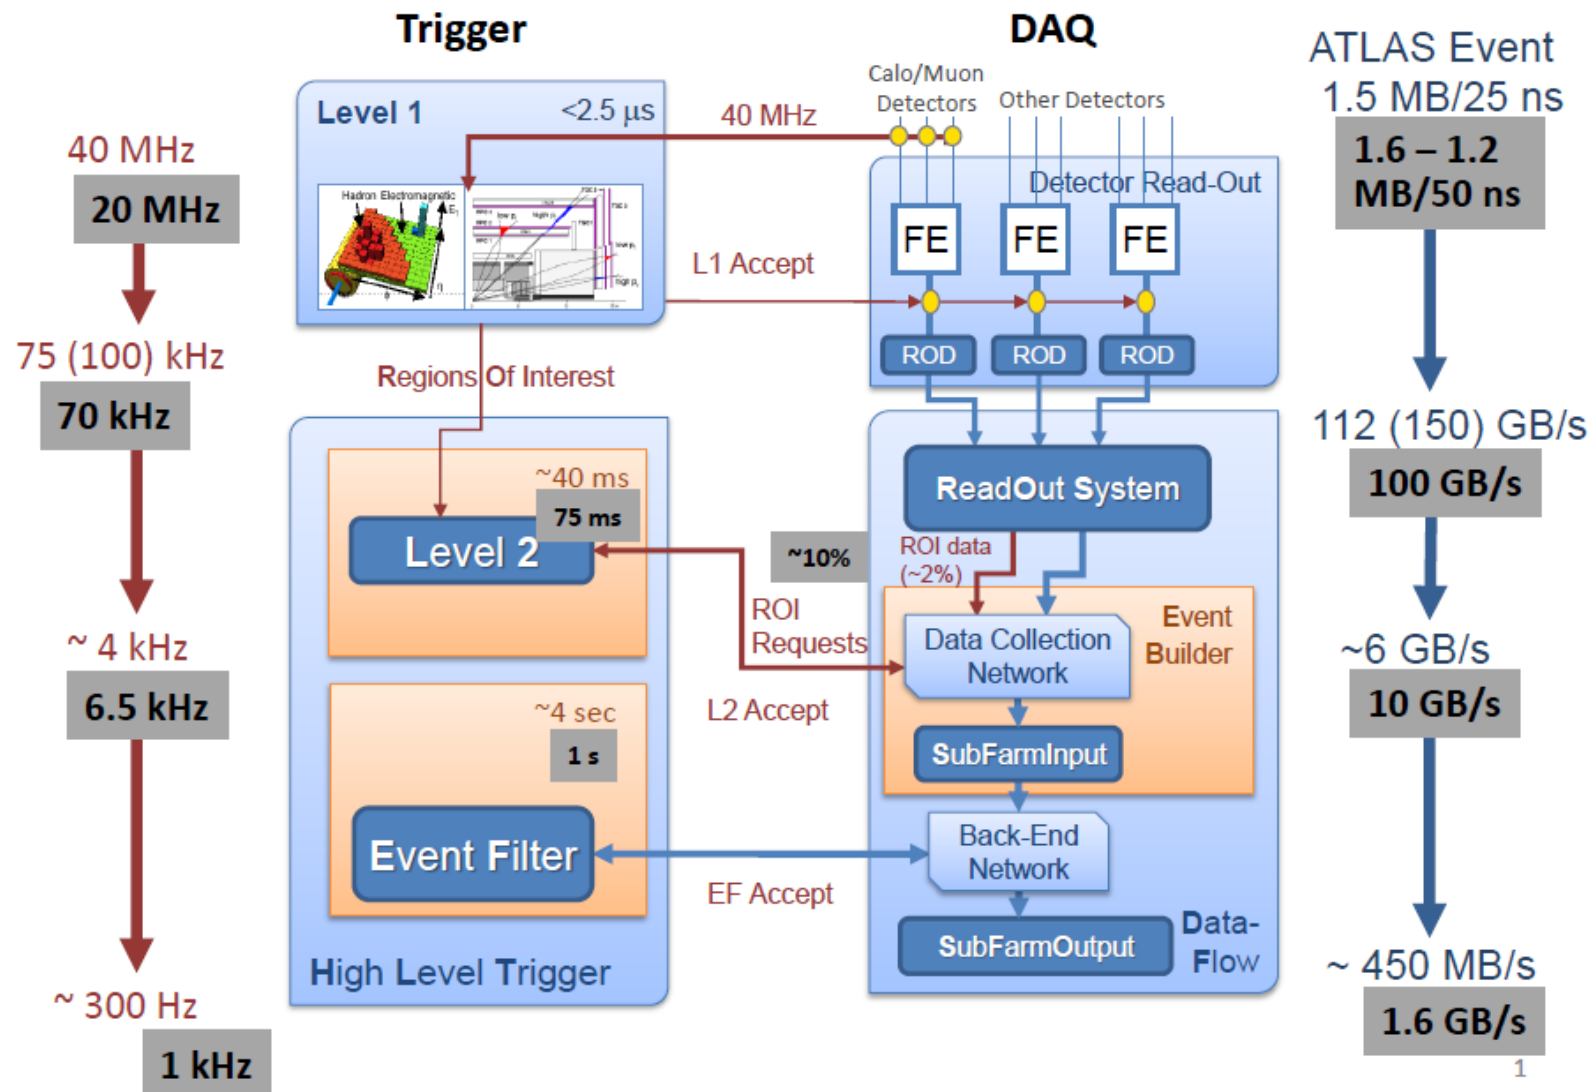 Trigger
DAQ
ATLAS Event
1.5 MB/25 ns
1.6 – 1.2
MB/50 ns
40 MHz
20 MHz
75 (100) kHz
70 kHz
~ 4 kHz
6.5 kHz
~ 300 Hz
1 kHz
Level 1
<2.5 µs
Hadron Electromagnetic
low p
high p
40 MHz
L1 Accept
Regions Of Interest
Calo/Muon
Detectors
Other Detectors
Detector Read-Out
FE
FE
FE
ROD
ROD
ROD
~40 ms
75 ms
Level 2
~4 sec
1 s
Event Filter
High Level Trigger
~10%
ROI
Requests
L2 Accept
EF Accept
ReadOut System
ROI data
(~2%)
Event
Builder
Data Collection
Network
SubFarmInput
Back-End
Network
SubFarmOutput
Data-
Flow
112 (150) GB/s
100 GB/s
~6 GB/s
10 GB/s
~ 450 MB/s
1.6 GB/s
1